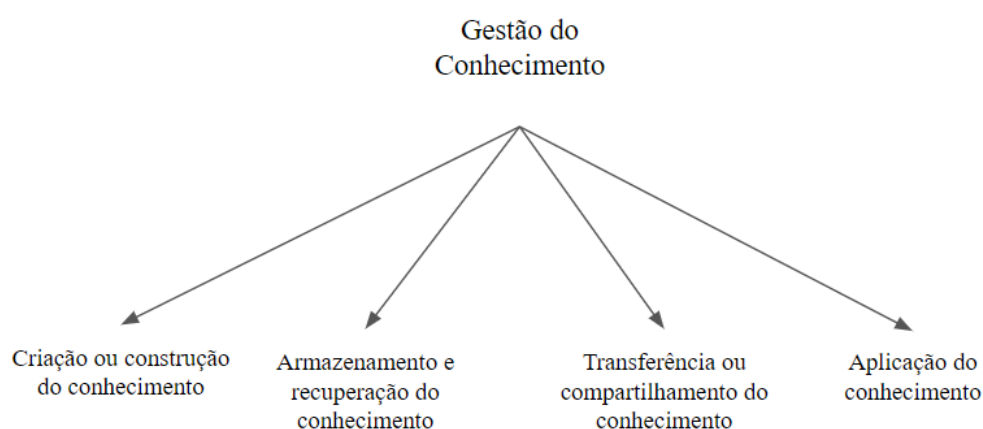 Gestão do
Conhecimento
Criação ou construção
do conhecimento
Armazenamento e
recuperação do
conhecimento
Transferência ou
compartilhamento do
conhecimento
Aplicação do
conhecimento